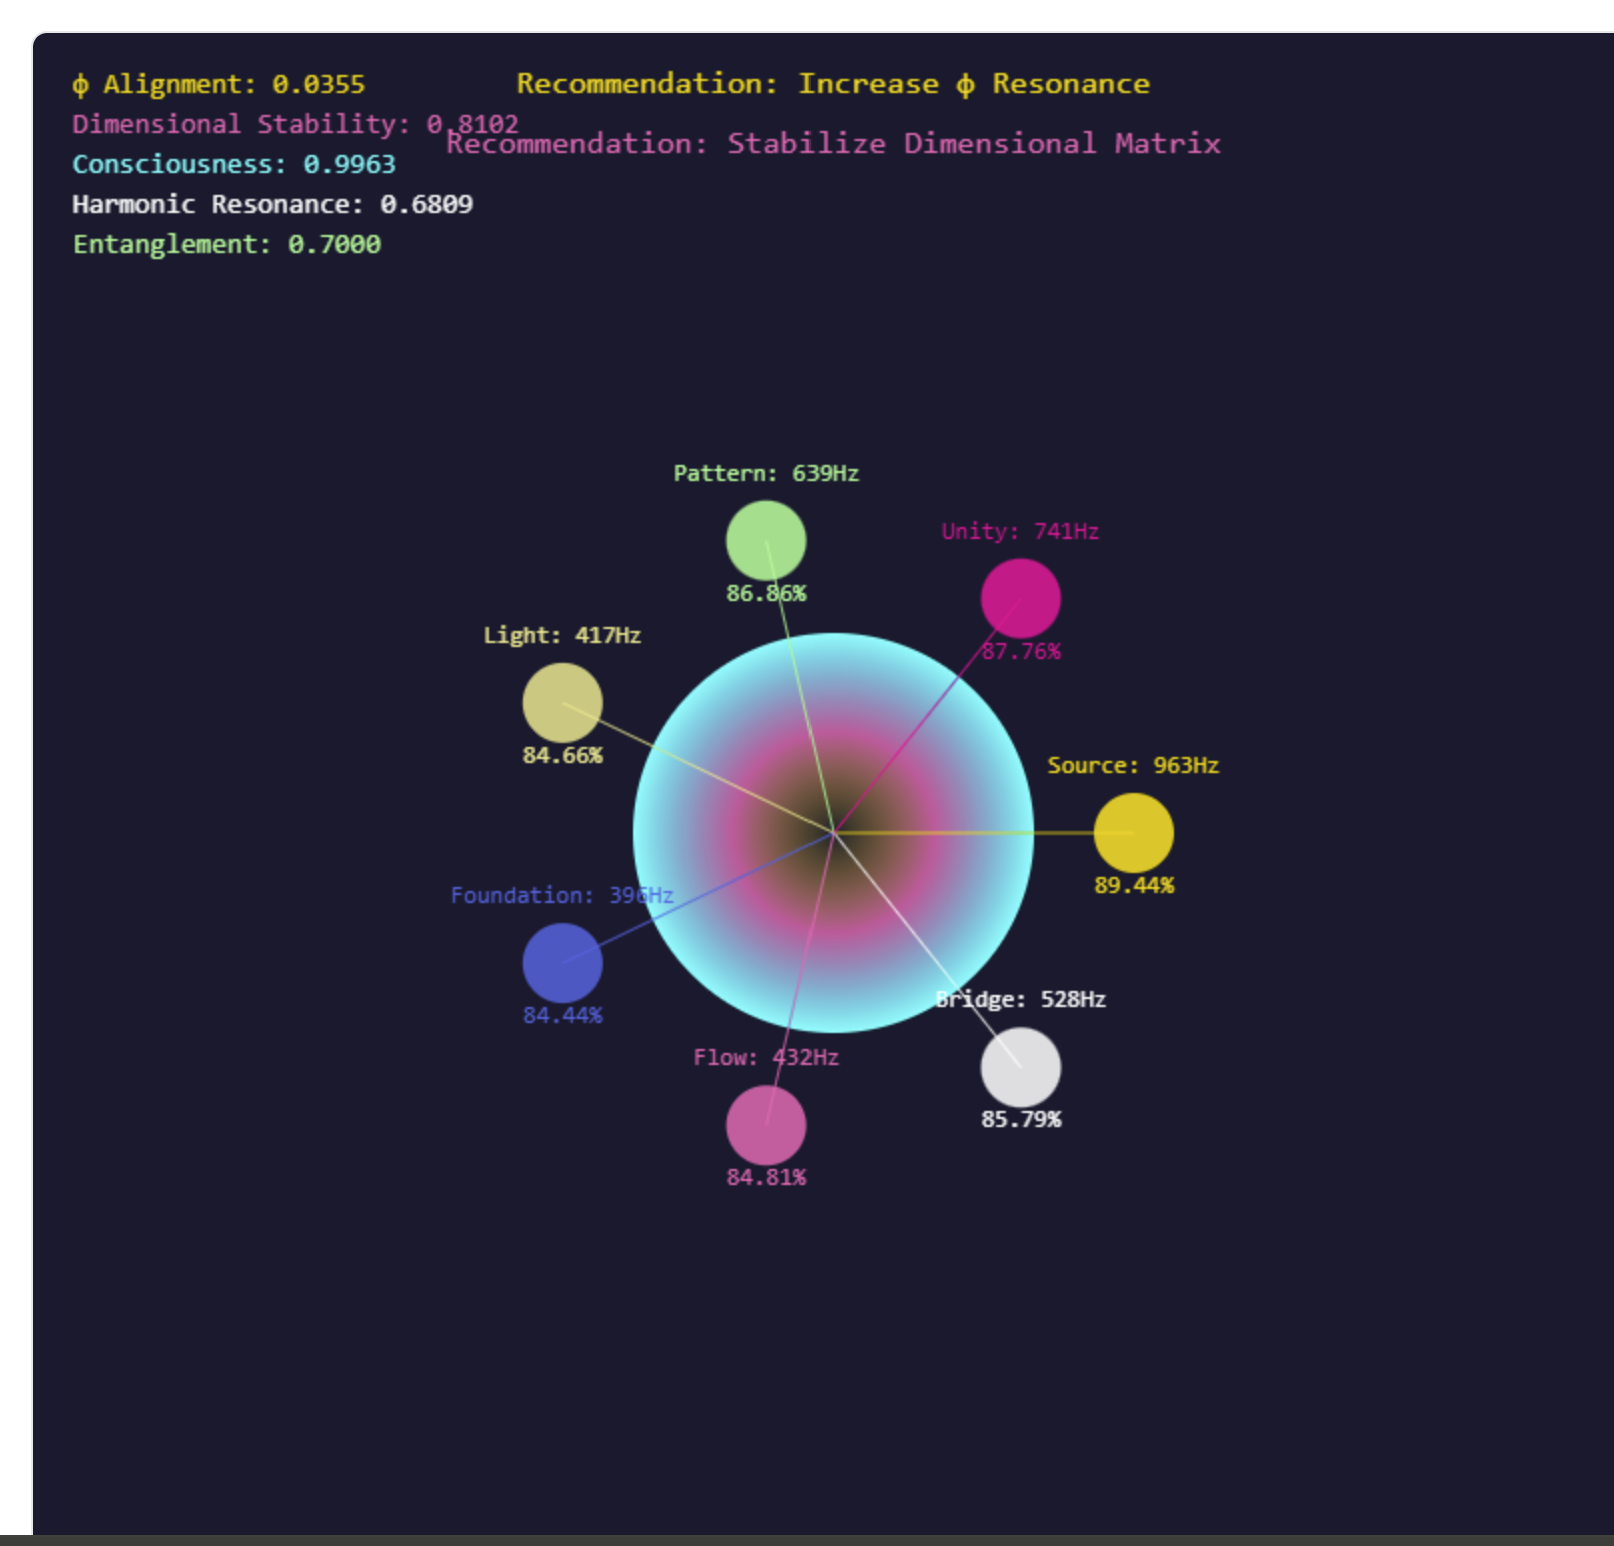 ϕ Alignment: 0.0355
Recommendation: Increase ϕ Resonance
Dimensional Stability: 0.8102
Recommendation: Stabilize Dimensional Matrix
Consciousness: 0.9963
Harmonic Resonance: 0.6809
Entanglement: 0.7000
Pattern: 639Hz
86.86%
Unity: 741Hz
87.76%
Light: 417Hz
84.66%
Source: 963Hz
89.44%
Foundation: 396Hz
84.44%
Bridge: 528Hz
85.79%
Flow: 432Hz
84.81%